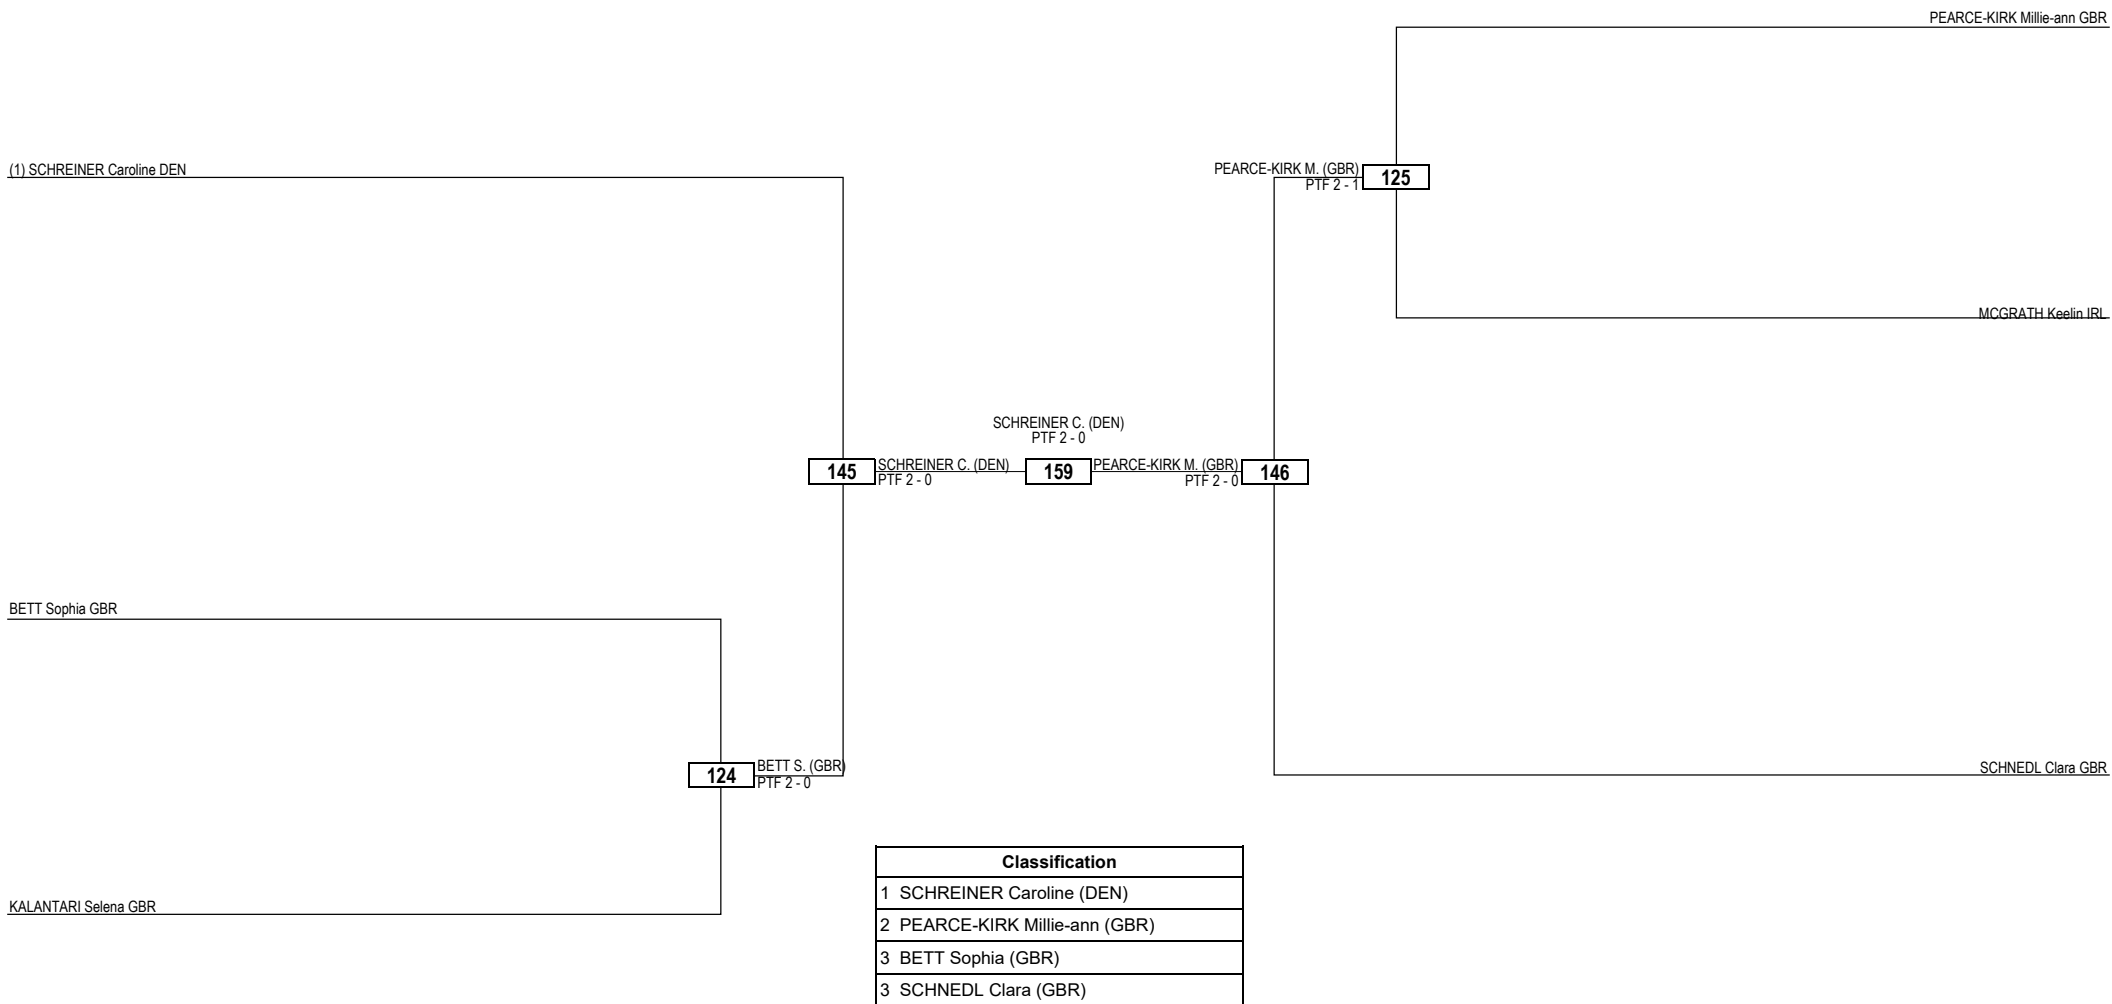 PEARCE-KIRK Millie-ann GBR
(1) SCHREINER Caroline DEN
PEARCE-KIRK M. (GBR)
PTF 2 - 1
125
MCGRATH Keelin IRL
SCHREINER C. (DEN)
PTF 2 - 0
145
SCHREINER C. (DEN)
PTF 2 - 0
159
PEARCE-KIRK M. (GBR)
PTF 2 - 0
146
BETT Sophia GBR
124
BETT S. (GBR)
PTF 2 - 0
SCHNEDL Clara GBR
KALANTARI Selena GBR
Classification
1 SCHREINER Caroline (DEN)
2 PEARCE-KIRK Millie-ann (GBR)
3 BETT Sophia (GBR)
3 SCHNEDL Clara (GBR)